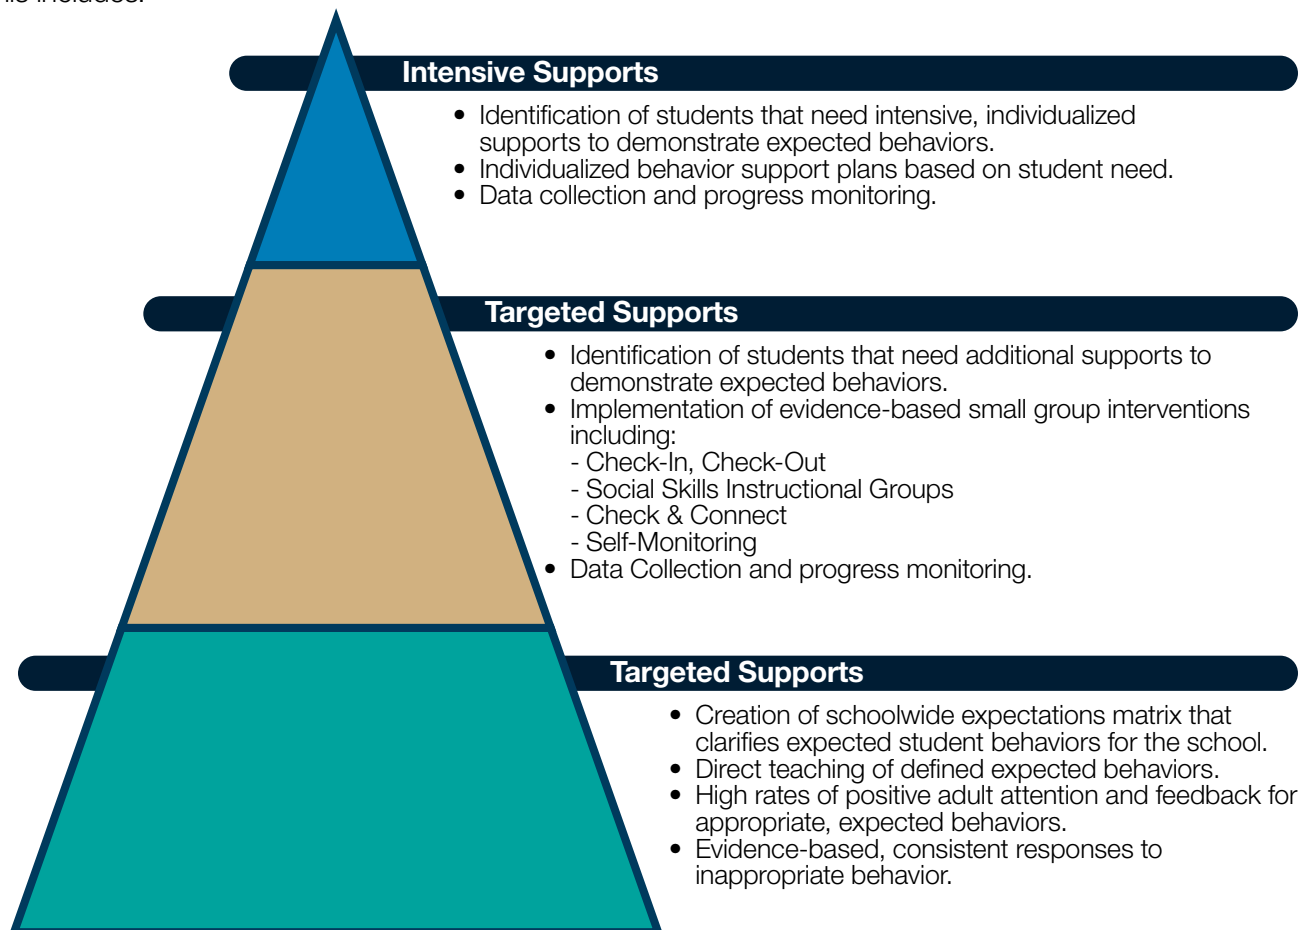 Intensive Supports
• Identification of students that need intensive, individualized
supports to demonstrate expected behaviors.
• Individualized behavior support plans based on student need.
• Data collection and progress monitoring.
Targeted Supports
• Identification of students that need additional supports to
demonstrate expected behaviors.
• Implementation of evidence-based small group interventions
including:
- Check-In, Check-Out
- Social Skills Instructional Groups
- Check & Connect
- Self-Monitoring
• Data Collection and progress monitoring.
Targeted Supports
• Creation of schoolwide expectations matrix that
clarifies expected student behaviors for the school.
• Direct teaching of defined expected behaviors.
• High rates of positive adult attention and feedback for
appropriate, expected behaviors.
• Evidence-based, consistent responses to
inappropriate behavior.